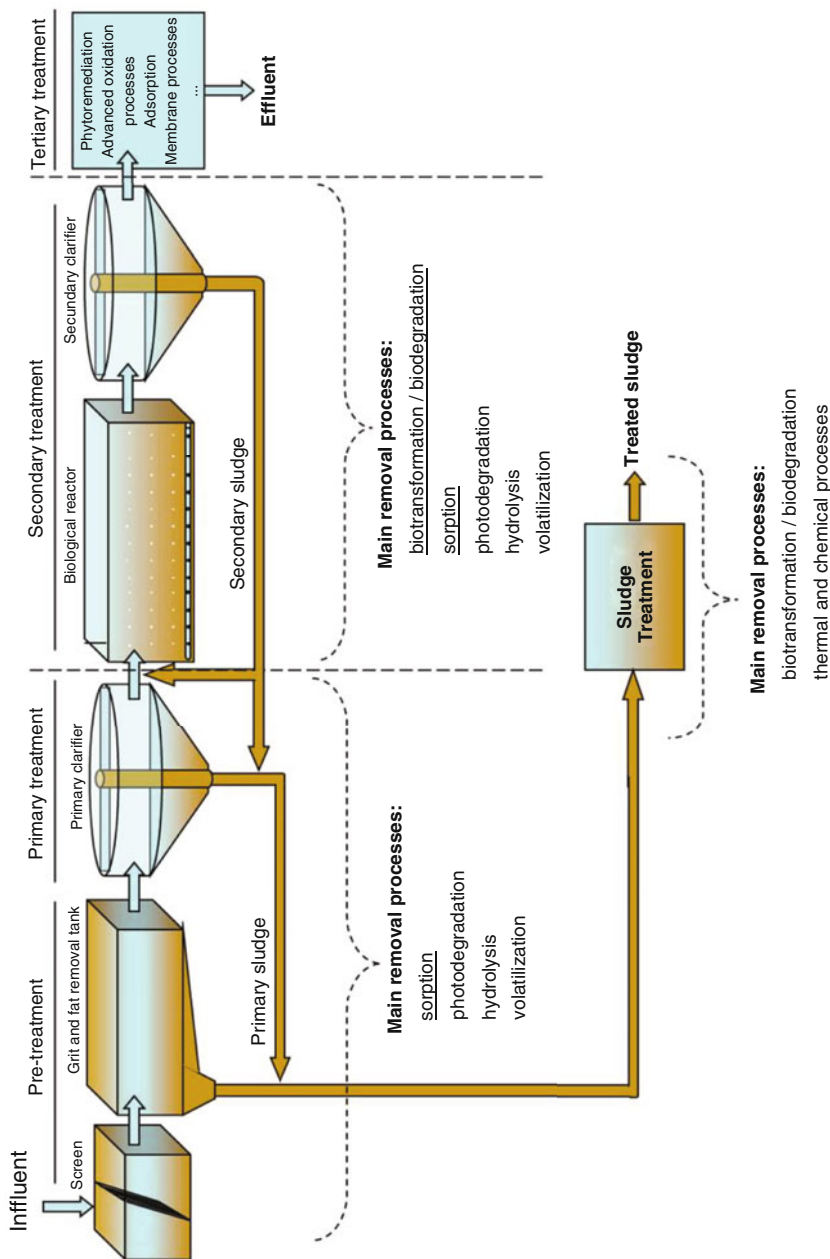 Inffluent
Pre-treatment
Screen
Grit and fat removal tank
Primary treatment
Primary clarifier
Secondary treatment
Biological reactor
Secundary clarifier
Tertiary treatment
Phytoremediation
Advanced oxidation
processes
Adsorption
Membrane processes
...
Effluent
Primary sludge
Secondary sludge
Main removal processes:
sorption
photodegradation
hydrolysis
volatilization
Main removal processes:
biotransformation / biodegradation
sorption
photodegradation
hydrolysis
volatilization
Sludge
Treatment
Treated sludge
Main removal processes:
biotransformation / biodegradation
thermal and chemical processes